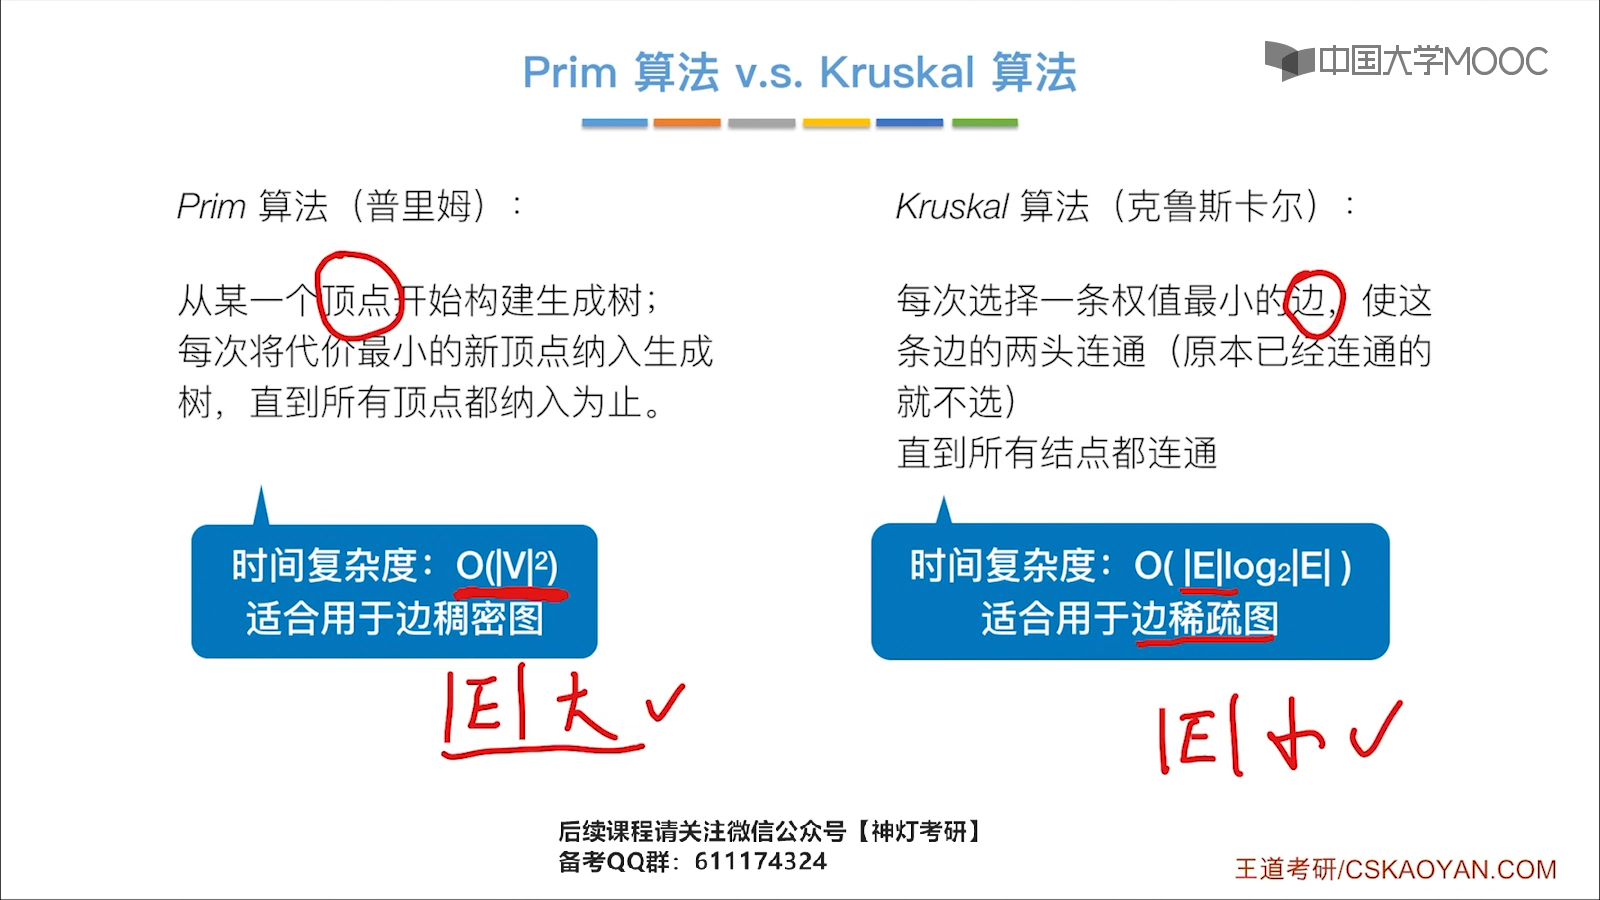 Prim 算法 v.s. Kruskal 算法
中国大学MOOC
Prim 算法（普里姆）：
从某一个顶点开始构建生成树；
每次将代价最小的新顶点纳入生成
树，直到所有顶点都纳入为止。
时间复杂度：O(|V|²)
适合用于边稠密图
|E| 大 ✓
Kruskal 算法（克鲁斯卡尔）：
每次选择一条权值最小的边，使这
条边的两头连通（原本已经连通的
就不选）
直到所有结点都连通
时间复杂度：O( |E|log₂|E| )
适合用于边稀疏图
|E| 小 ✓
后续课程请关注微信公众号【神灯考研】
备考QQ群：611174324
王道考研/CSKAOYAN.COM